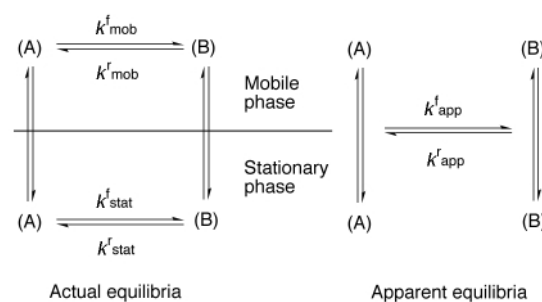 k^f_mob
(A) (B) (A) (B)
k^r_mob
Mobile
phase
k^f_app
k^r_app
Stationary
phase
k^f_stat
(A) (B) (A) (B)
k^r_stat
Actual equilibria Apparent equilibria